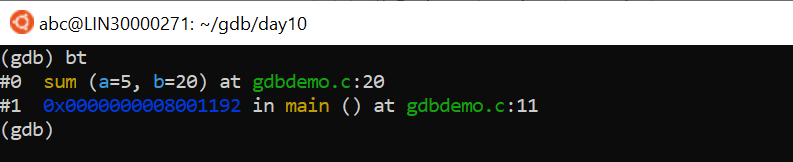 abc@LIN30000271: ~/gdb/day10
(gdb) bt
#0  sum (a=5, b=20) at gdbdemo.c:20
#1  0x0000000008001192 in main () at gdbdemo.c:11
(gdb)